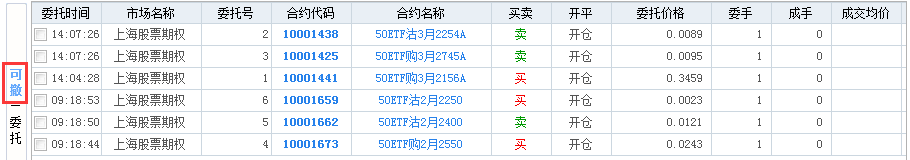 委托时间 市场名称 委托号 合约代码 合约名称 买卖 开平 委托价格 委手 成手 成交均价
14:07:26 上海股票期权 2 10001438 50ETF沽3月2254A 卖 开仓 0.0089 1 0
14:07:26 上海股票期权 3 10001425 50ETF购3月2745A 卖 开仓 0.0095 1 0
14:04:28 上海股票期权 1 10001441 50ETF购3月2156A 买 开仓 0.3459 1 0
09:18:53 上海股票期权 6 10001659 50ETF沽2月2250 买 开仓 0.0023 1 0
09:18:50 上海股票期权 5 10001662 50ETF沽2月2400 卖 开仓 0.0121 1 0
09:18:44 上海股票期权 4 10001673 50ETF购2月2550 买 开仓 0.0243 1 0
可撤
委托